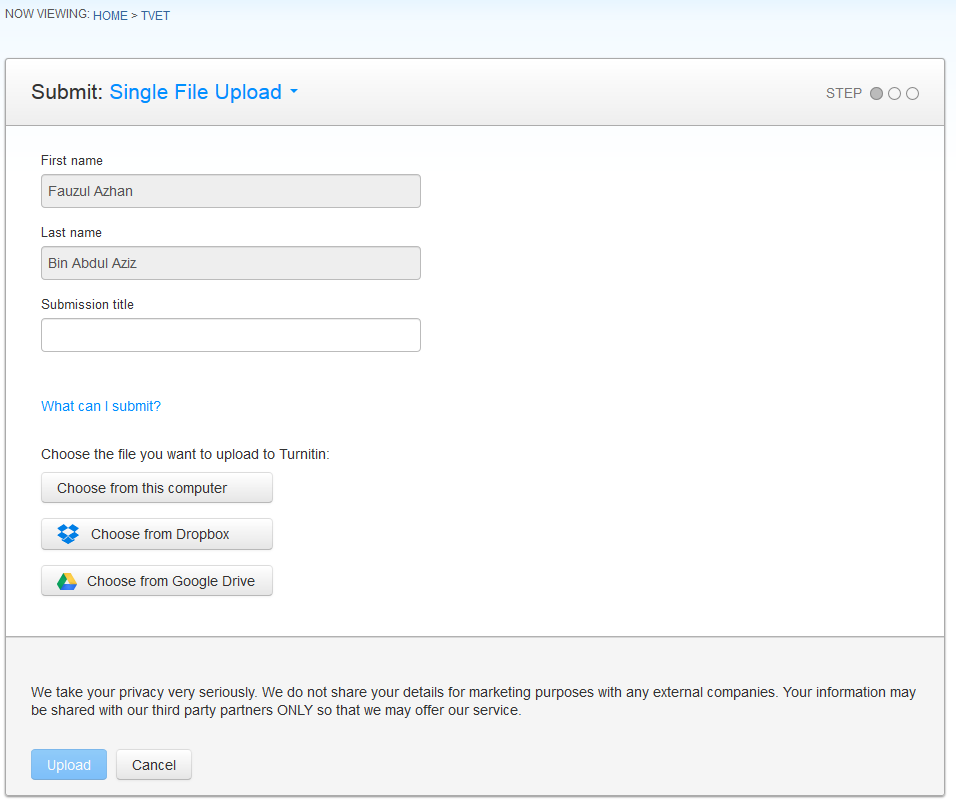 NOW VIEWING: HOME > TVET
Submit: Single File Upload
STEP
First name
Fauzul Azhan
Last name
Bin Abdul Aziz
Submission title
What can I submit?
Choose the file you want to upload to Turnitin:
Choose from this computer
Choose from Dropbox
Choose from Google Drive
We take your privacy very seriously. We do not share your details for marketing purposes with any external companies. Your information may
be shared with our third party partners ONLY so that we may offer our service.
Upload Cancel